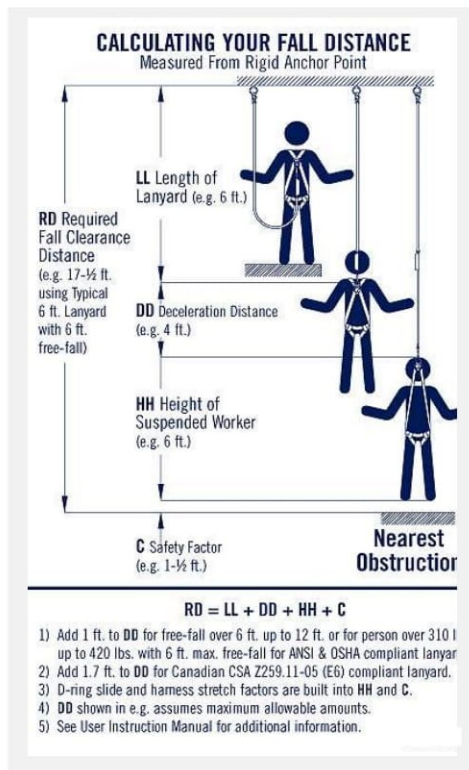 CALCULATING YOUR FALL DISTANCE
Measured From Rigid Anchor Point
LL Length of
Lanyard (e.g. 6 ft.)
RD Required
Fall Clearance
Distance
(e.g. 17-½ ft.
using Typical
6 ft. Lanyard
with 6 ft.
free-fall)
DD Deceleration Distance
(e.g. 4 ft.)
HH Height of
Suspended Worker
(e.g. 6 ft.)
C Safety Factor
(e.g. 1-½ ft.)
Nearest
Obstruction
RD = LL + DD + HH + C
1) Add 1 ft. to DD for free-fall over 6 ft. up to 12 ft. or for person over 310 l
up to 420 lbs. with 6 ft. max. free-fall for ANSI & OSHA compliant lanyar
2) Add 1.7 ft. to DD for Canadian CSA Z259.11-05 (E6) compliant lanyard.
3) D-ring slide and harness stretch factors are built into HH and C.
4) DD shown in e.g. assumes maximum allowable amounts.
5) See User Instruction Manual for additional information.